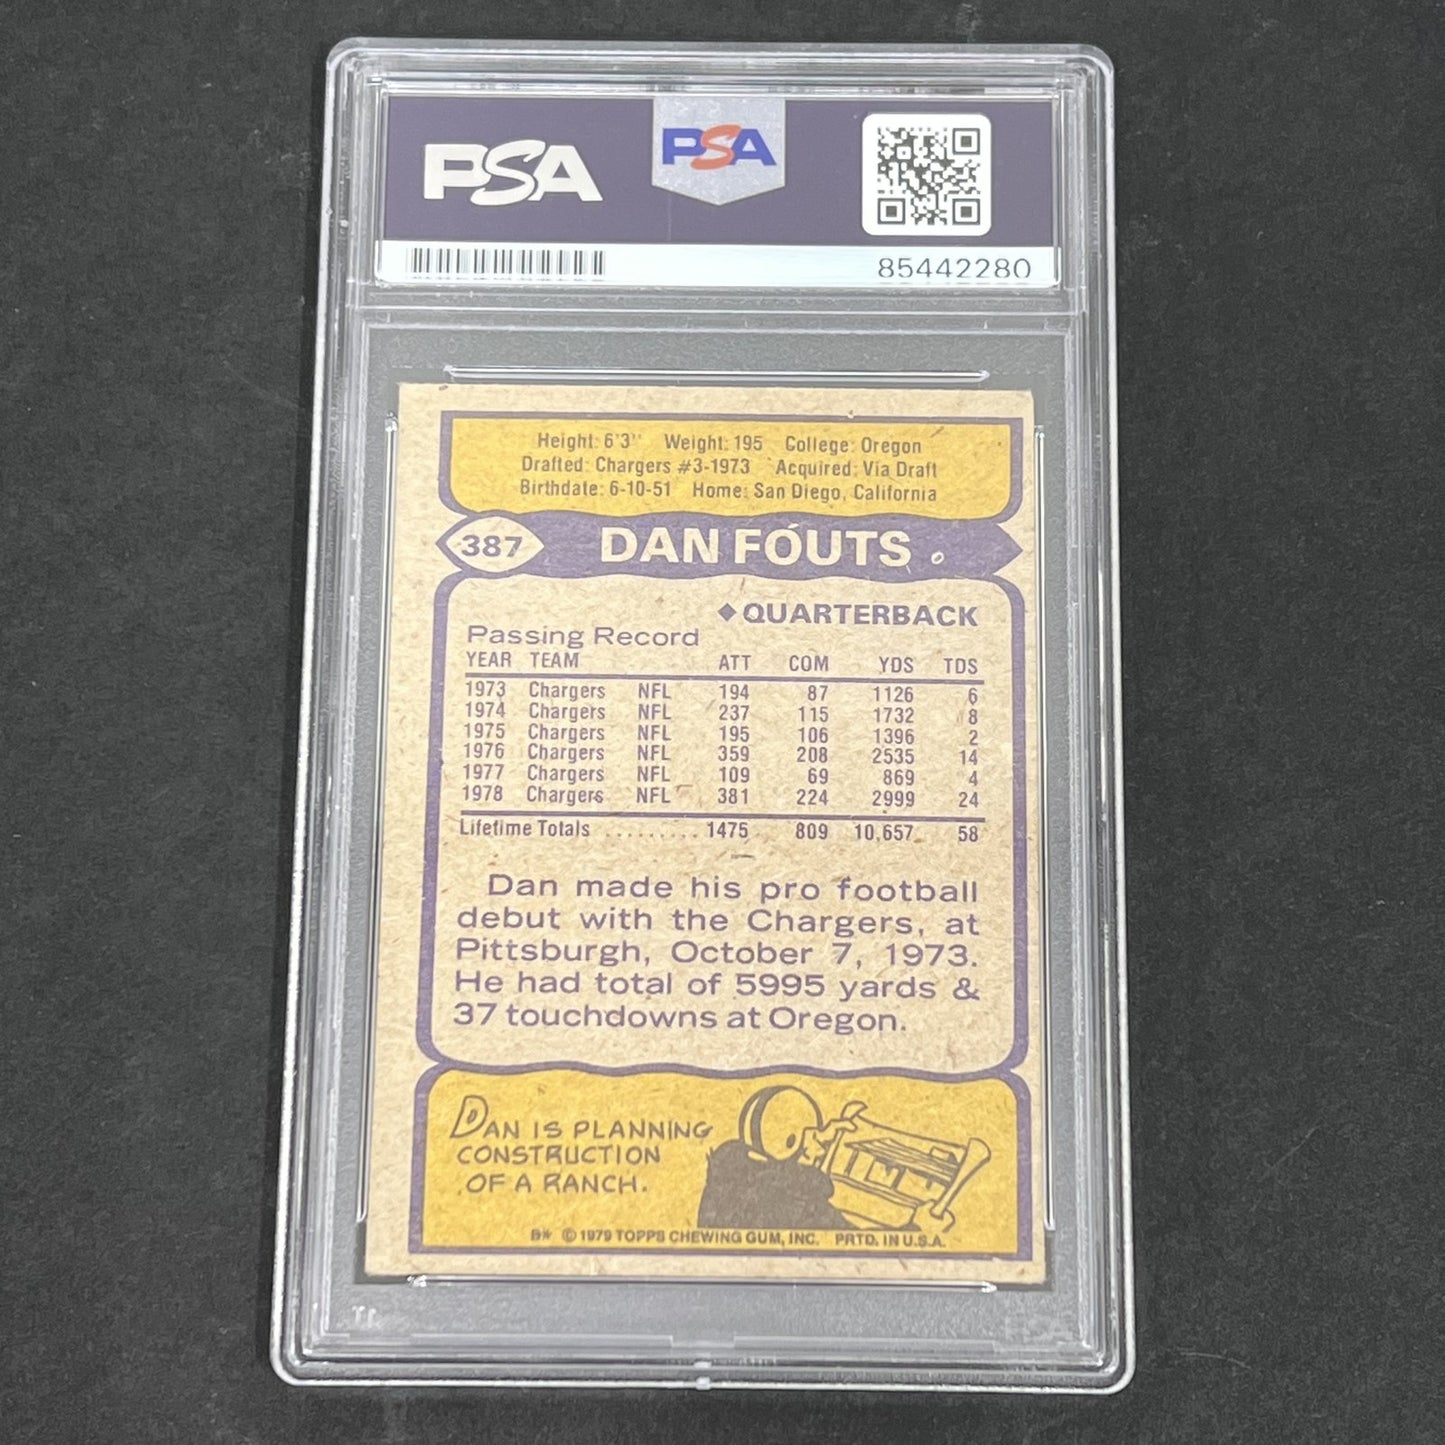 PSA PSA
85442280
Height: 6'3" Weight: 195 College: Oregon
Drafted: Chargers #3-1973 Acquired: Via Draft
Birthdate: 6-10-51 Home: San Diego, California
387 DAN FOUTS
◆QUARTERBACK
Passing Record
YEAR TEAM ATT COM YDS TDS
1973 Chargers NFL 194 87 1126 6
1974 Chargers NFL 237 115 1732 8
1975 Chargers NFL 195 106 1396 2
1976 Chargers NFL 359 208 2535 14
1977 Chargers NFL 109 69 869 4
1978 Chargers NFL 381 224 2999 24
Lifetime Totals ......... 1475 809 10,657 58
Dan made his pro football
debut with the Chargers, at
Pittsburgh, October 7, 1973.
He had total of 5995 yards &
37 touchdowns at Oregon.
DAN IS PLANNING
CONSTRUCTION
OF A RANCH.
B* © 1979 TOPPS CHEWING GUM, INC. PRTD. IN U.S.A.
PSA